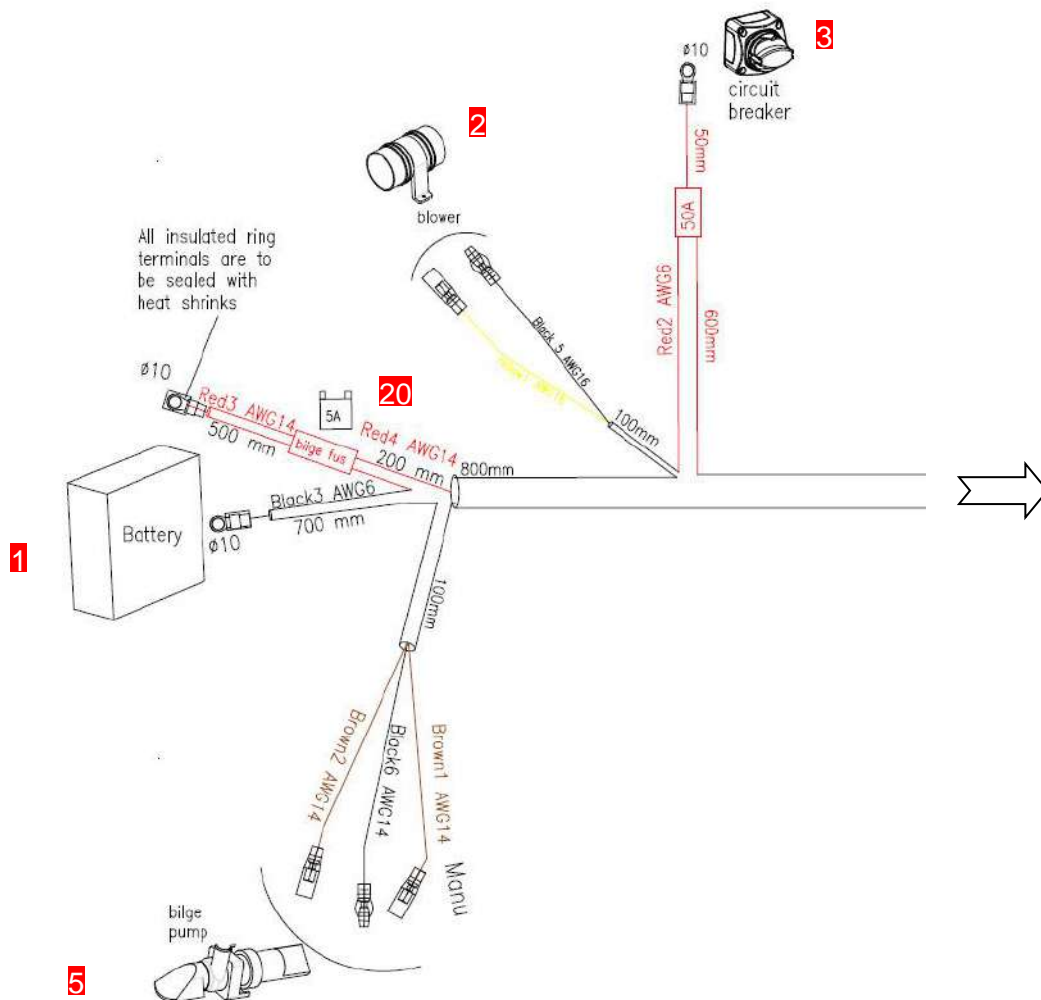 3
ø10
circuit
breaker
2
50mm
blower
50A
All insulated ring
terminals are to
be sealed with
heat shrinks
Red2 AWG6
600mm
Black 5 AWG16
100mm
ø10
20
5A
Red3 AWG14
500 mm
bilge fus
Red4 AWG14
200 mm
800mm
Black3 AWG6
700 mm
ø10
Battery
1
100mm
Brown2 AWG14
Black6 AWG14
Brown1 AWG14
Manu
bilge
pump
5